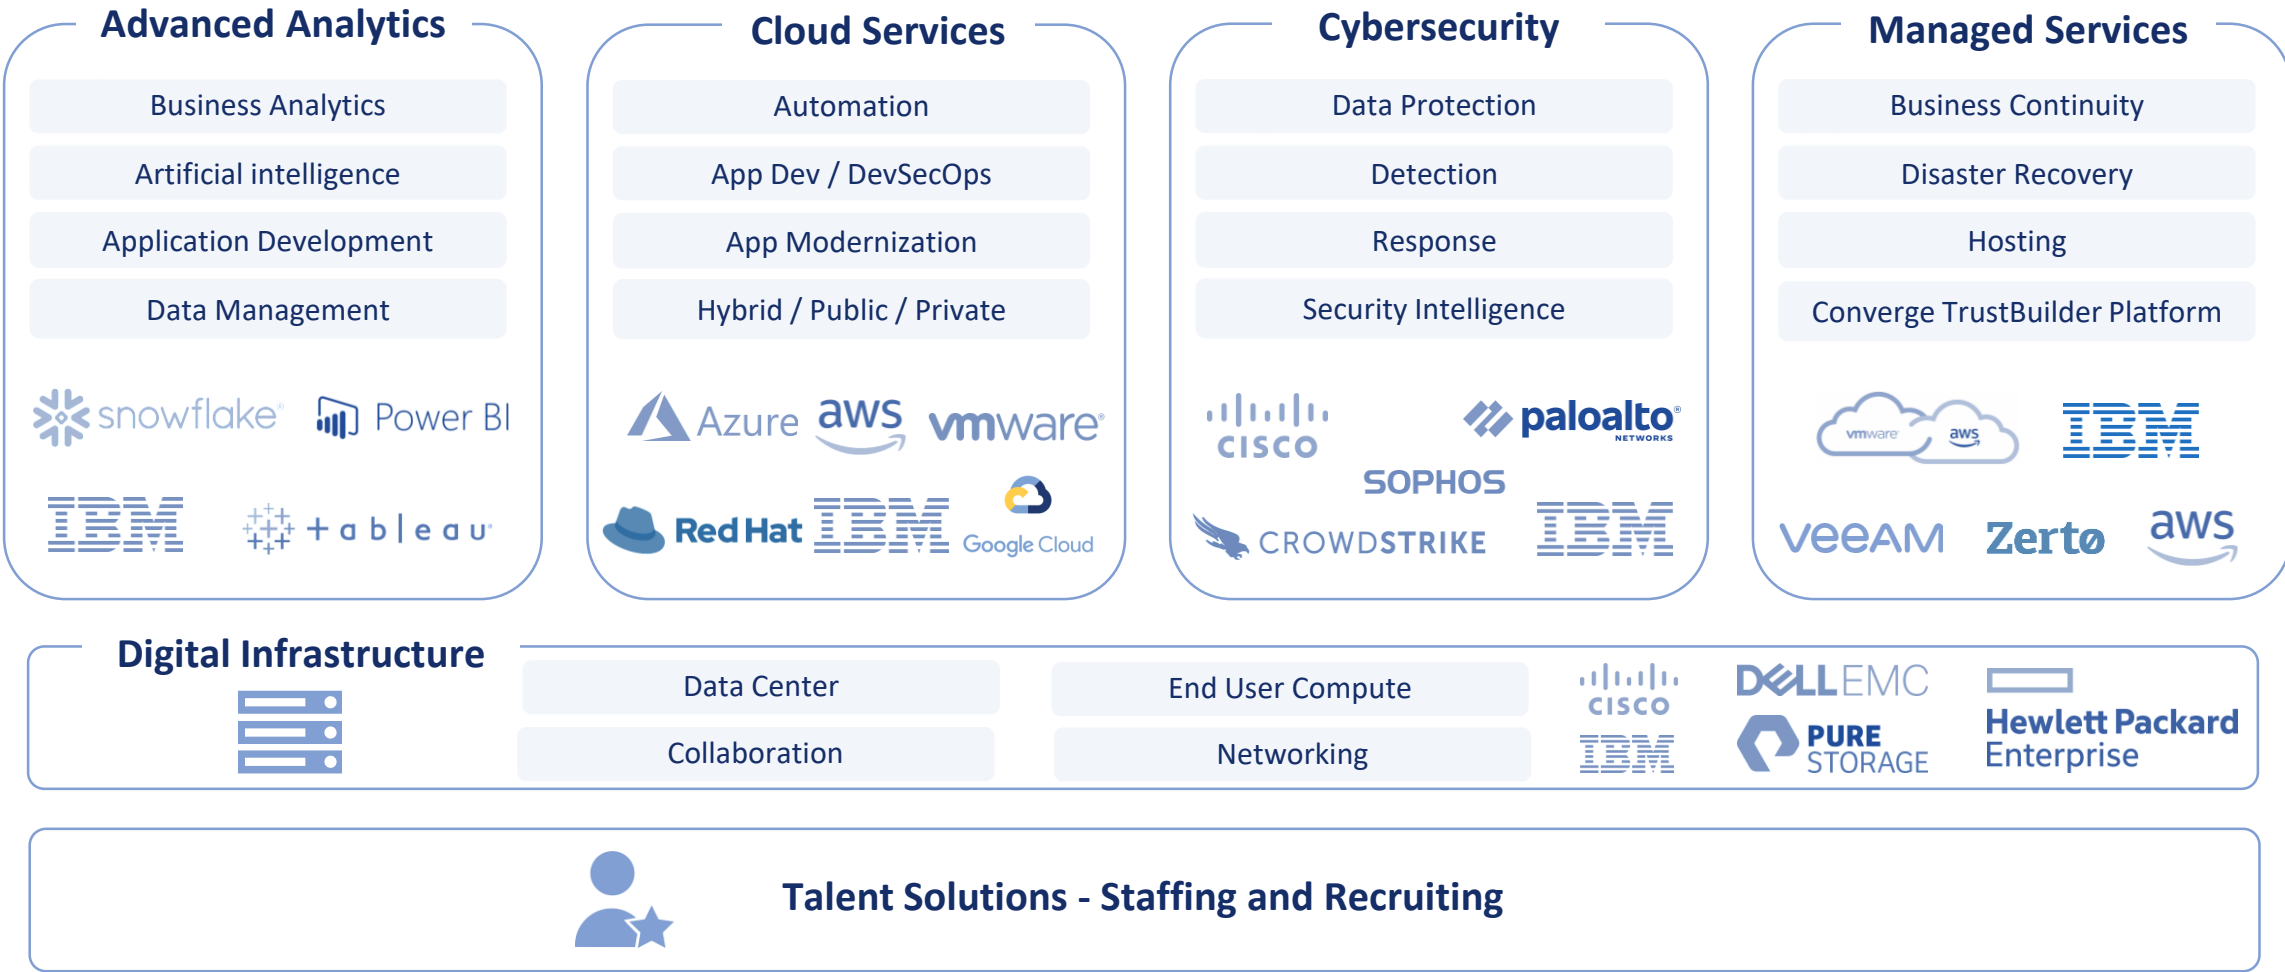 Advanced Analytics
Business Analytics
Artificial intelligence
Application Development
Data Management
snowflake®
Power BI
IBM
+ableau®
Cloud Services
Automation
App Dev / DevSecOps
App Modernization
Hybrid / Public / Private
Azure
aws
vmware®
Red Hat
IBM
Google Cloud
Cybersecurity
Data Protection
Detection
Response
Security Intelligence
CISCO
paloalto®
NETWORKS
SOPHOS
CROWDSTRIKE
IBM
Managed Services
Business Continuity
Disaster Recovery
Hosting
Converge TrustBuilder Platform
vmware
aws
IBM
veeAM
Zertø
aws
Digital Infrastructure
Data Center
End User Compute
Collaboration
Networking
CISCO
DELLEMC
IBM
PURE
STORAGE
Hewlett Packard
Enterprise
Talent Solutions - Staffing and Recruiting